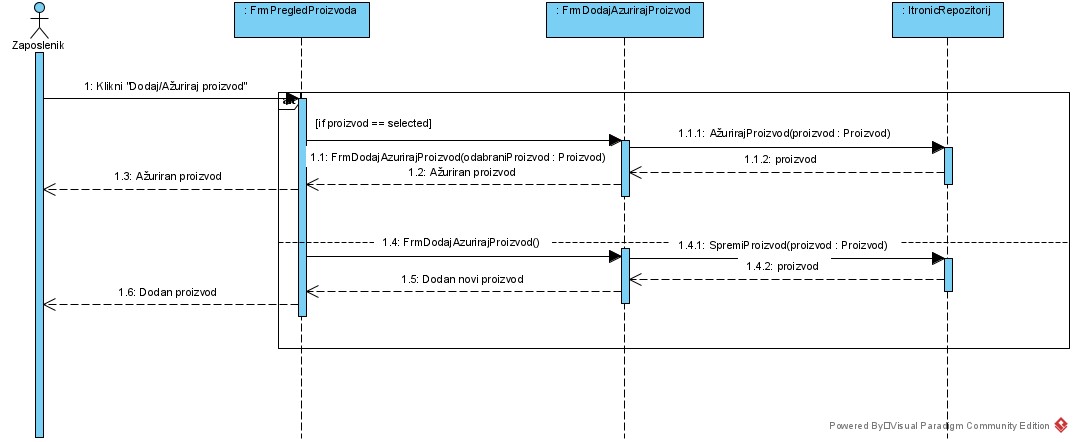 : FrmPregledProizvoda
: FrmDodajAzurirajProizvod
: ItronicRepozitorij
Zaposlenik
1: Klikni "Dodaj/Ažuriraj proizvod"
alt
[if proizvod == selected]
1.1.1: AžurirajProizvod(proizvod : Proizvod)
1.1: FrmDodajAzurirajProizvod(odabraniProizvod : Proizvod)
1.1.2: proizvod
1.2: Ažuriran proizvod
1.3: Ažuriran proizvod
1.4: FrmDodajAzurirajProizvod()
1.4.1: SpremiProizvod(proizvod : Proizvod)
1.4.2: proizvod
1.5: Dodan novi proizvod
1.6: Dodan proizvod
Powered By Visual Paradigm Community Edition